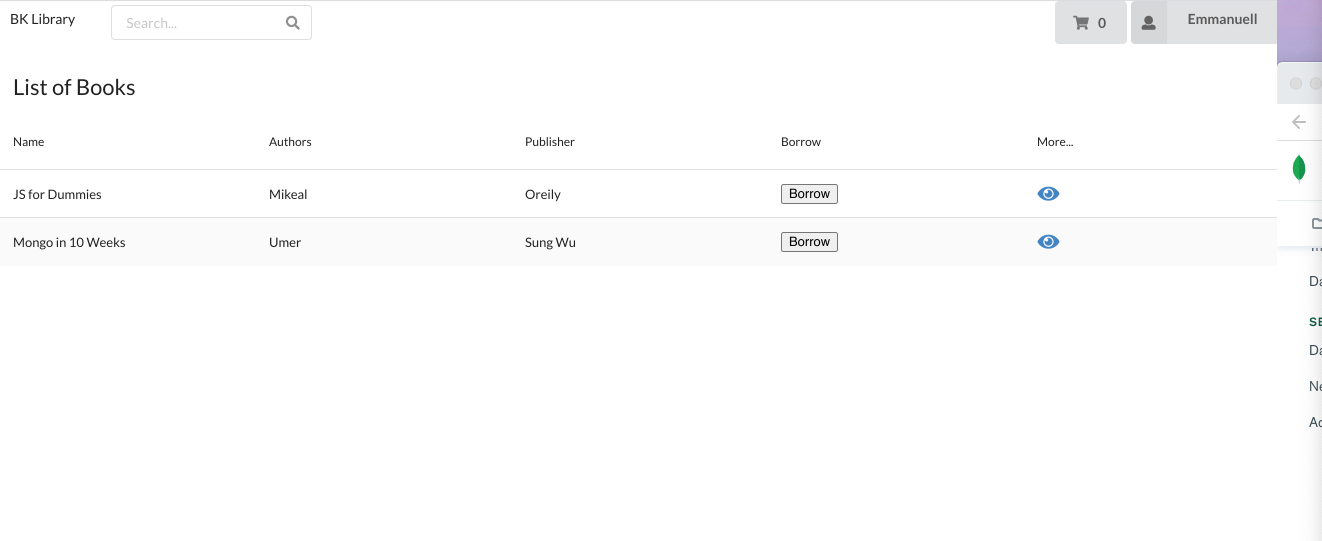 BK Library Search... 0 Emmanuell
List of Books
Name Authors Publisher Borrow More...
JS for Dummies Mikeal Oreily Borrow
Mongo in 10 Weeks Umer Sung Wu Borrow
Da
SE
Da
Ne